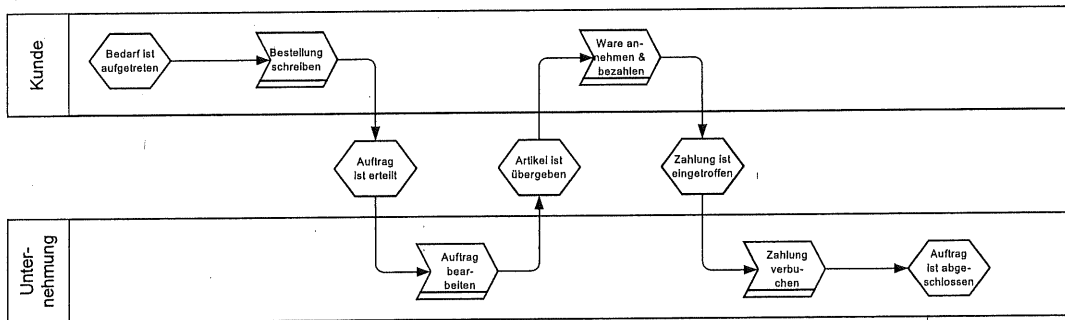 Kunde
Bedarf ist
aufgetreten
Bestellung
schreiben
Ware an-
nehmen &
bezahlen
Auftrag
ist erteilt
Artikel ist
übergeben
Zahlung ist
eingetroffen
Unter-
nehmung
Auftrag
bear-
beiten
Zahlung
verbu-
chen
Auftrag
ist abge-
schlossen